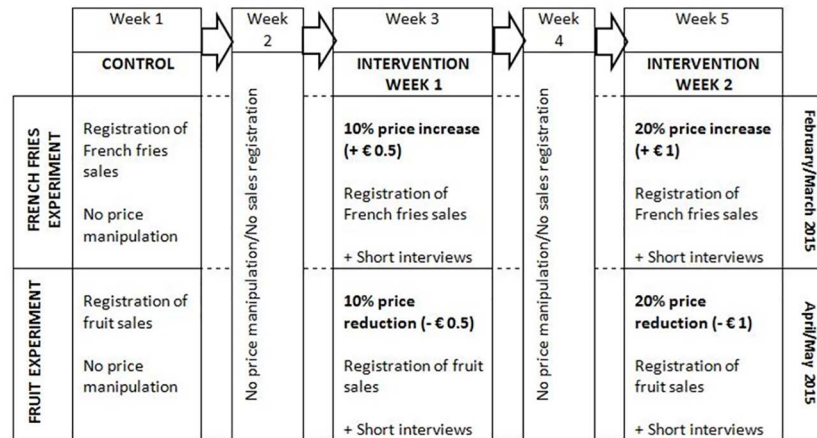 Week 1
Week
2
Week 3
Week
4
Week 5
CONTROL
INTERVENTION
WEEK 1
INTERVENTION
WEEK 2
No price manipulation/No sales registration
No price manipulation/No sales registration
FRENCH FRIES
EXPERIMENT
Registration of
French fries
sales
No price
manipulation
10% price increase
(+ € 0.5)
Registration of
French fries sales
+ Short interviews
20% price increase
(+ € 1)
Registration of
French fries sales
+ Short interviews
February/March 2015
FRUIT EXPERIMENT
Registration of
fruit sales
No price
manipulation
10% price
reduction (- € 0.5)
Registration of fruit
sales
+ Short interviews
20% price
reduction (- € 1)
Registration of
fruit sales
+ Short interviews
April/May 2015